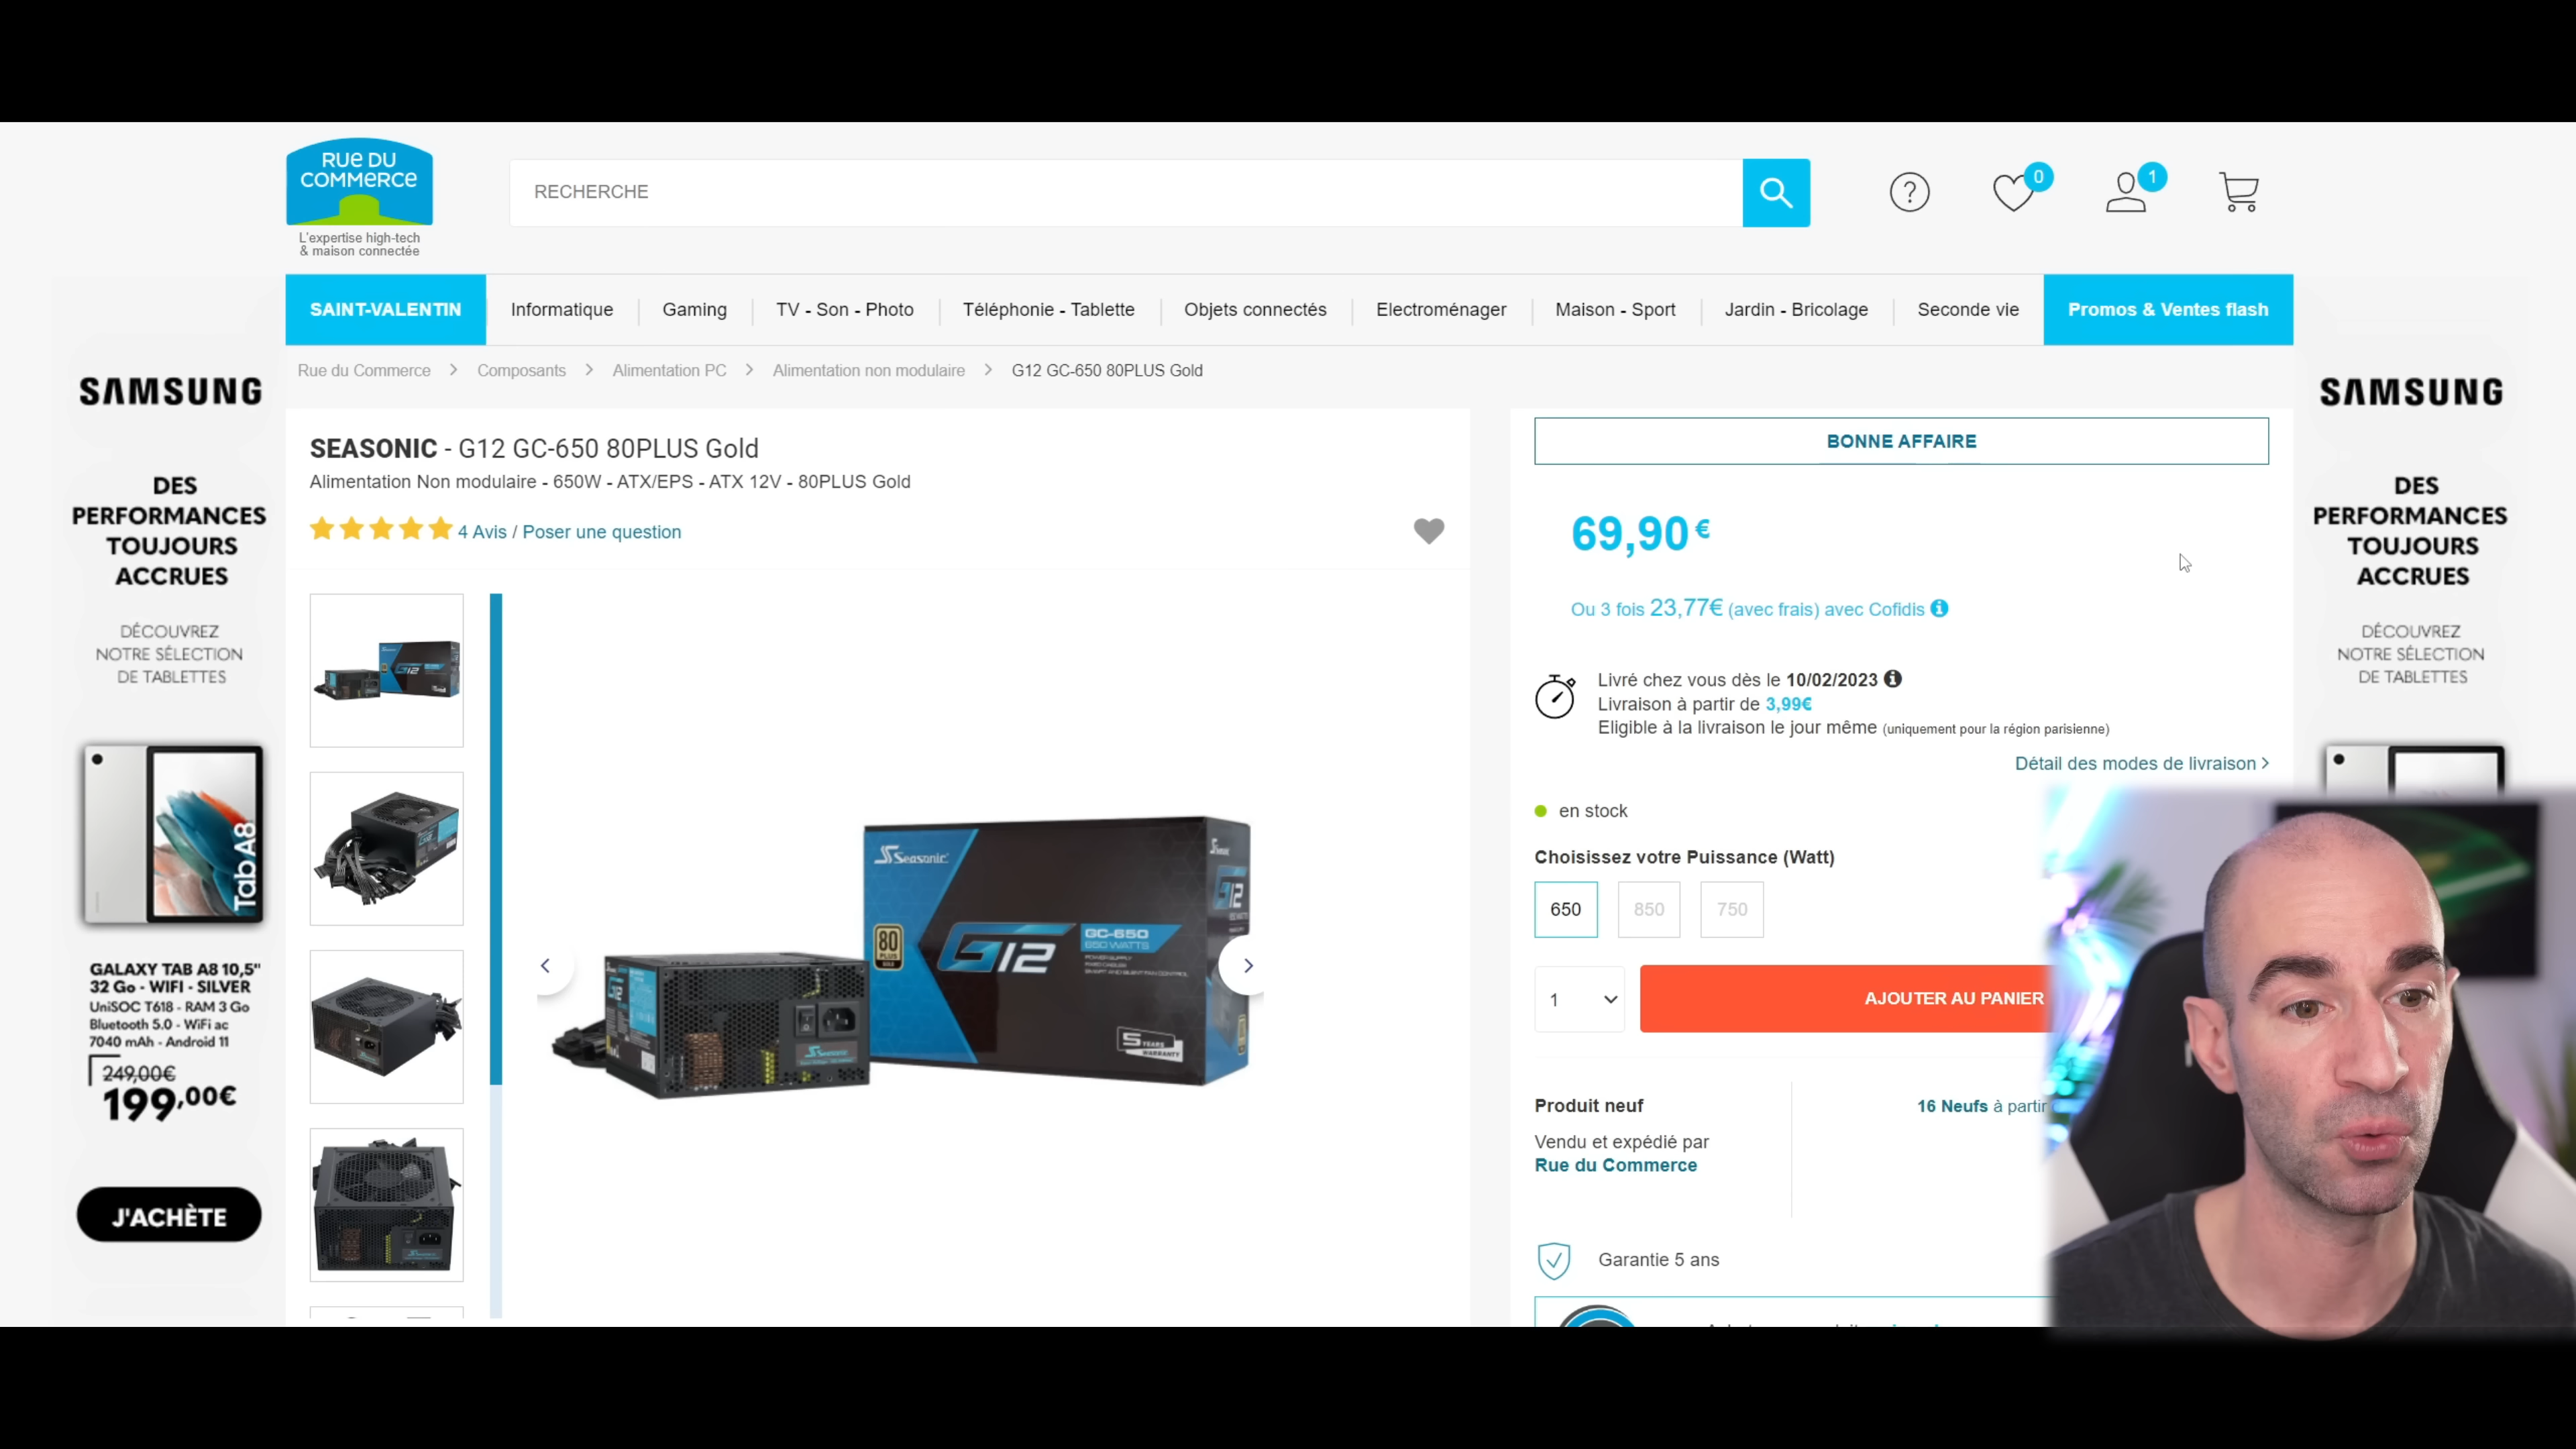 RUE DU
COMMERCE
L'expertise high-tech
& maison connectée
RECHERCHE
0
1
SAINT-VALENTIN
Informatique
Gaming
TV - Son - Photo
Téléphonie - Tablette
Objets connectés
Electroménager
Maison - Sport
Jardin - Bricolage
Seconde vie
Promos & Ventes flash
Rue du Commerce > Composants > Alimentation PC > Alimentation non modulaire > G12 GC-650 80PLUS Gold
SAMSUNG
DES
PERFORMANCES
TOUJOURS
ACCRUES
DÉCOUVREZ
NOTRE SÉLECTION
DE TABLETTES
Tab A8
GALAXY TAB A8 10,5"
32 Go - WIFI - SILVER
UniSOC T618 - RAM 3 Go
Bluetooth 5.0 - WiFi ac
7040 mAh - Android 11
249,00€
199,00€
J'ACHÈTE
SEASONIC - G12 GC-650 80PLUS Gold
Alimentation Non modulaire - 650W - ATX/EPS - ATX 12V - 80PLUS Gold
4 Avis / Poser une question
Seasonic
80
PLUS
G12
GC-650
650 WATTS
POWER SUPPLY
5 YEARS
WARRANTY
G12
Seasonic
BONNE AFFAIRE
69,90 €
Ou 3 fois 23,77€ (avec frais) avec Cofidis
Livré chez vous dès le 10/02/2023
Livraison à partir de 3,99€
Eligible à la livraison le jour même (uniquement pour la région parisienne)
Détail des modes de livraison >
en stock
Choisissez votre Puissance (Watt)
650
850
750
1
AJOUTER AU PANIER
Produit neuf
Vendu et expédié par
Rue du Commerce
16 Neufs à partir
Garantie 5 ans
SAMSUNG
DES
PERFORMANCES
TOUJOURS
ACCRUES
DÉCOUVREZ
NOTRE SÉLECTION
DE TABLETTES